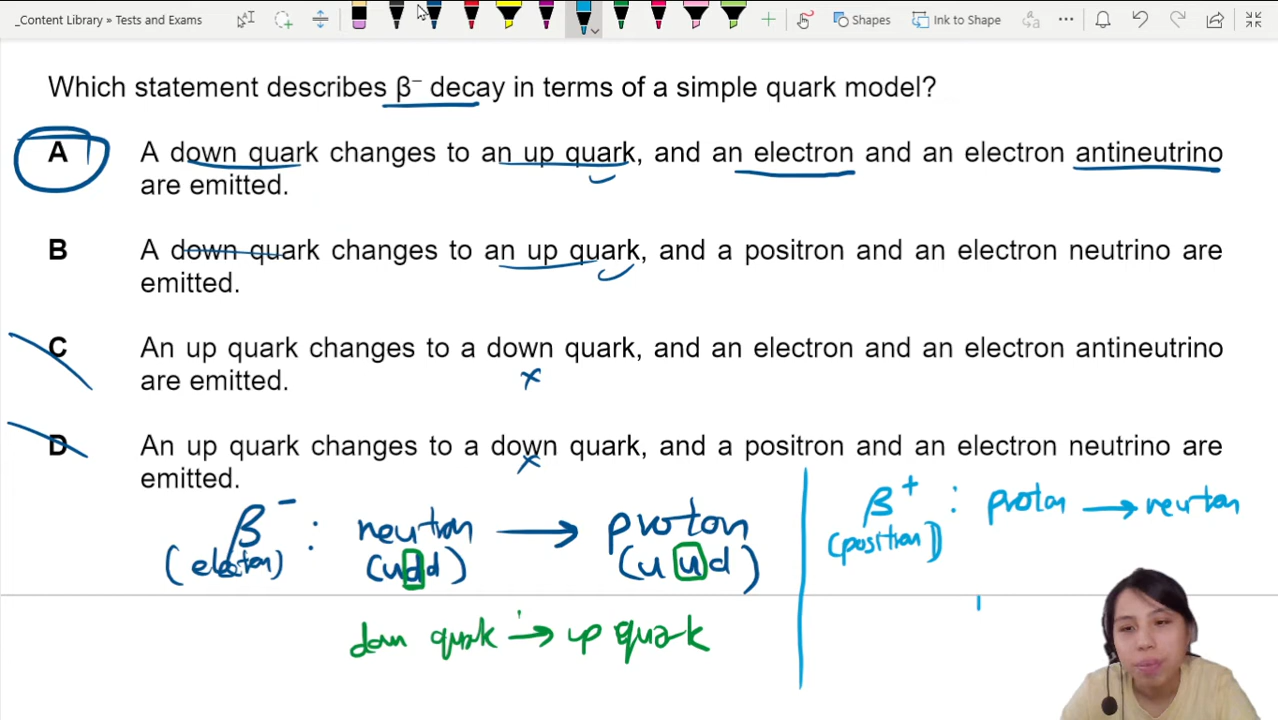 _Content Library » Tests and Exams
Shapes
Ink to Shape
Which statement describes β⁻ decay in terms of a simple quark model?
A A down quark changes to an up quark, and an electron and an electron antineutrino
are emitted.
B A down quark changes to an up quark, and a positron and an electron neutrino are
emitted.
C An up quark changes to a down quark, and an electron and an electron antineutrino
are emitted.
D An up quark changes to a down quark, and a positron and an electron neutrino are
emitted.
β⁻ : neutron → proton
(electron) (udd) (uud)
down quark → up quark
β⁺ : proton → neutron
(position)